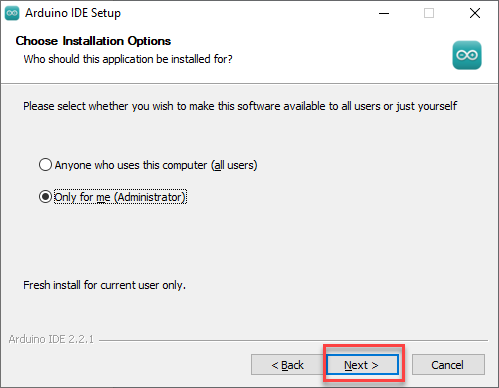 Arduino IDE Setup
Choose Installation Options
Who should this application be installed for?
Please select whether you wish to make this software available to all users or just yourself
Anyone who uses this computer (all users)
Only for me (Administrator)
Fresh install for current user only.
Arduino IDE 2.2.1
< Back Next > Cancel